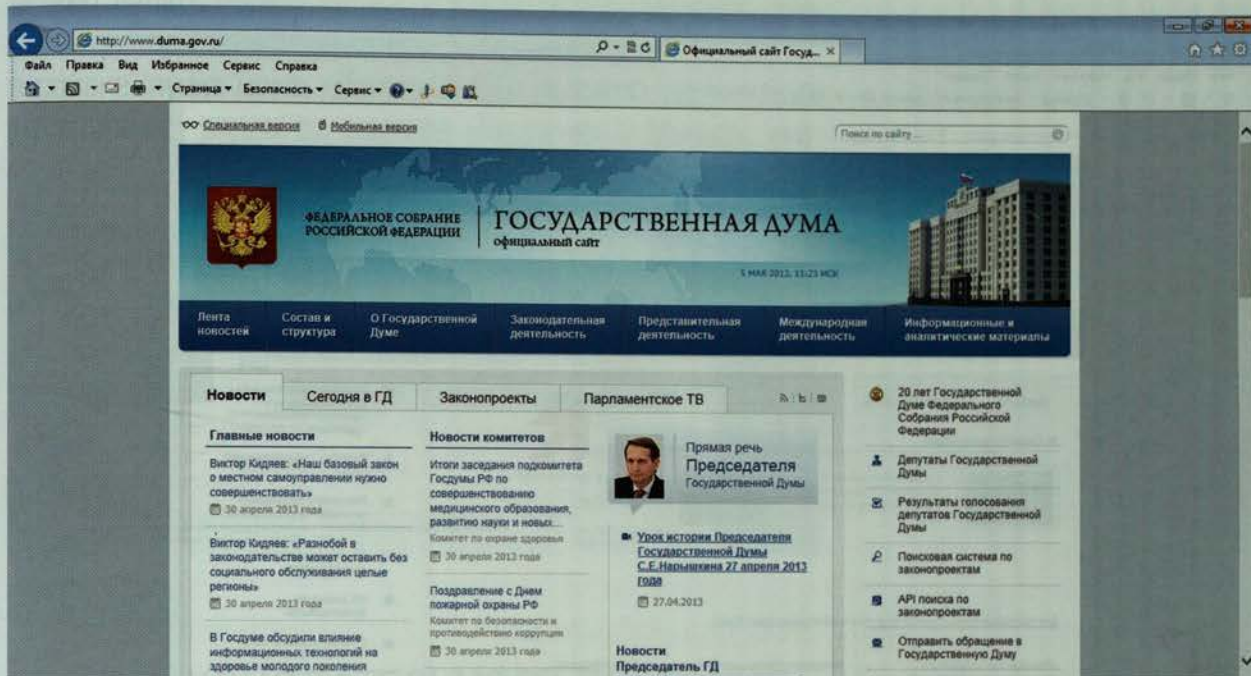 http://www.duma.gov.ru/
Официальный сайт Госуд...
Файл Правка Вид Избранное Сервис Справка
Страница Безопасность Сервис
Специальная версия Мобильная версия
Поиск по сайту ...
ФЕДЕРАЛЬНОЕ СОБРАНИЕ
РОССИЙСКОЙ ФЕДЕРАЦИИ
ГОСУДАРСТВЕННАЯ ДУМА
официальный сайт
5 МАЯ 2013, 11:23 МСК
Лента
новостей
Состав и
структура
О Государственной
Думе
Законодательная
деятельность
Представительная
деятельность
Международная
деятельность
Информационные и
аналитические материалы
Новости
Сегодня в ГД
Законопроекты
Парламентское ТВ
Главные новости
Виктор Кидяев: «Наш базовый закон
о местном самоуправлении нужно
совершенствовать»
30 апреля 2013 года
Виктор Кидяев: «Разнобой в
законодательстве может оставить без
социального обслуживания целые
регионы»
30 апреля 2013 года
В Госдуме обсудили влияние
информационных технологий на
здоровье молодого поколения
Новости комитетов
Итоги заседания подкомитета
Госдумы РФ по
совершенствованию
медицинского образования,
развитию науки и новых...
Комитет по охране здоровья
30 апреля 2013 года
Поздравление с Днем
пожарной охраны РФ
Комитет по безопасности и
противодействию коррупции
30 апреля 2013 года
Прямая речь
Председателя
Государственной Думы
Урок истории Председателя
Государственной Думы
С.Е.Нарышкина 27 апреля 2013
года
27.04.2013
Новости
Председатель ГД
20 лет Государственной
Думе Федерального
Собрания Российской
Федерации
Депутаты Государственной
Думы
Результаты голосования
депутатов Государственной
Думы
Поисковая система по
законопроектам
API поиска по
законопроектам
Отправить обращение в
Государственную Думу